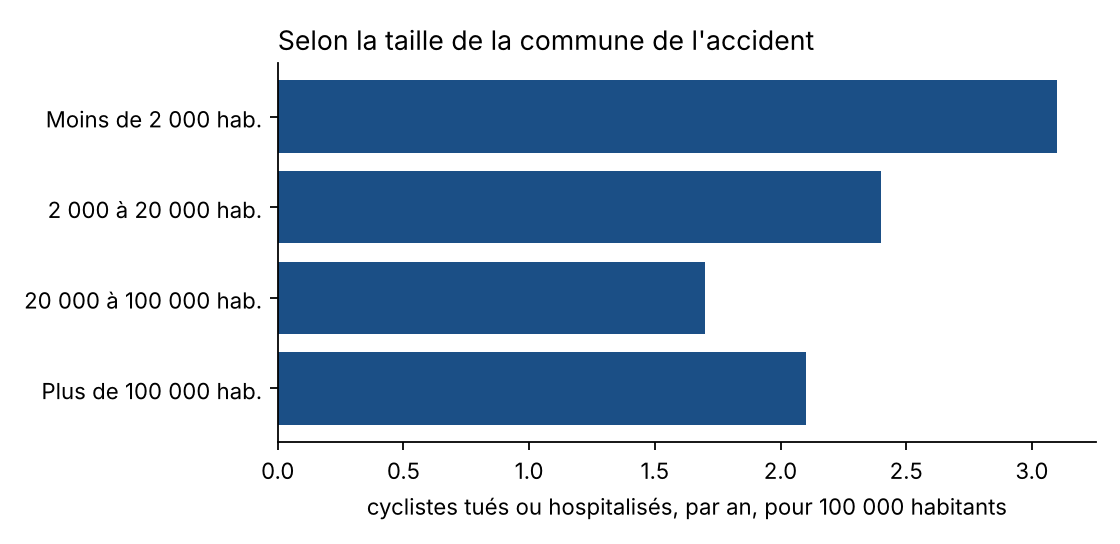 Selon la taille de la commune de l'accident
Moins de 2 000 hab.
2 000 à 20 000 hab.
20 000 à 100 000 hab.
Plus de 100 000 hab.
0.0 0.5 1.0 1.5 2.0 2.5 3.0
cyclistes tués ou hospitalisés, par an, pour 100 000 habitants